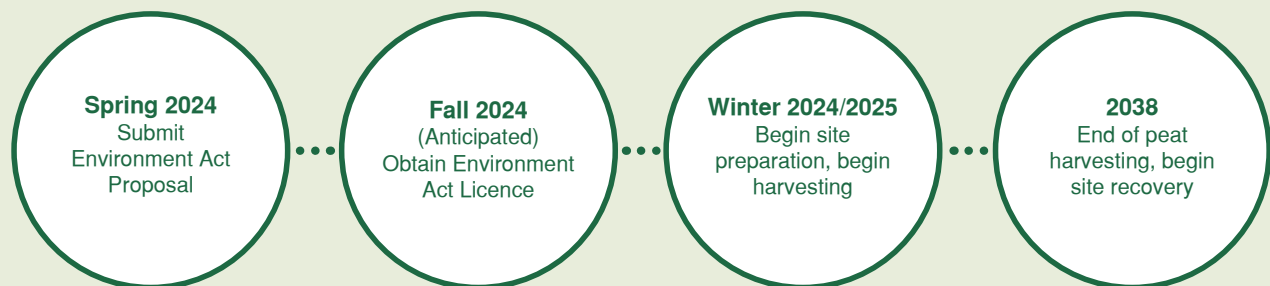 Spring 2024
Submit
Environment Act
Proposal
Fall 2024
(Anticipated)
Obtain Environment
Act Licence
Winter 2024/2025
Begin site
preparation, begin
harvesting
2038
End of peat
harvesting, begin
site recovery